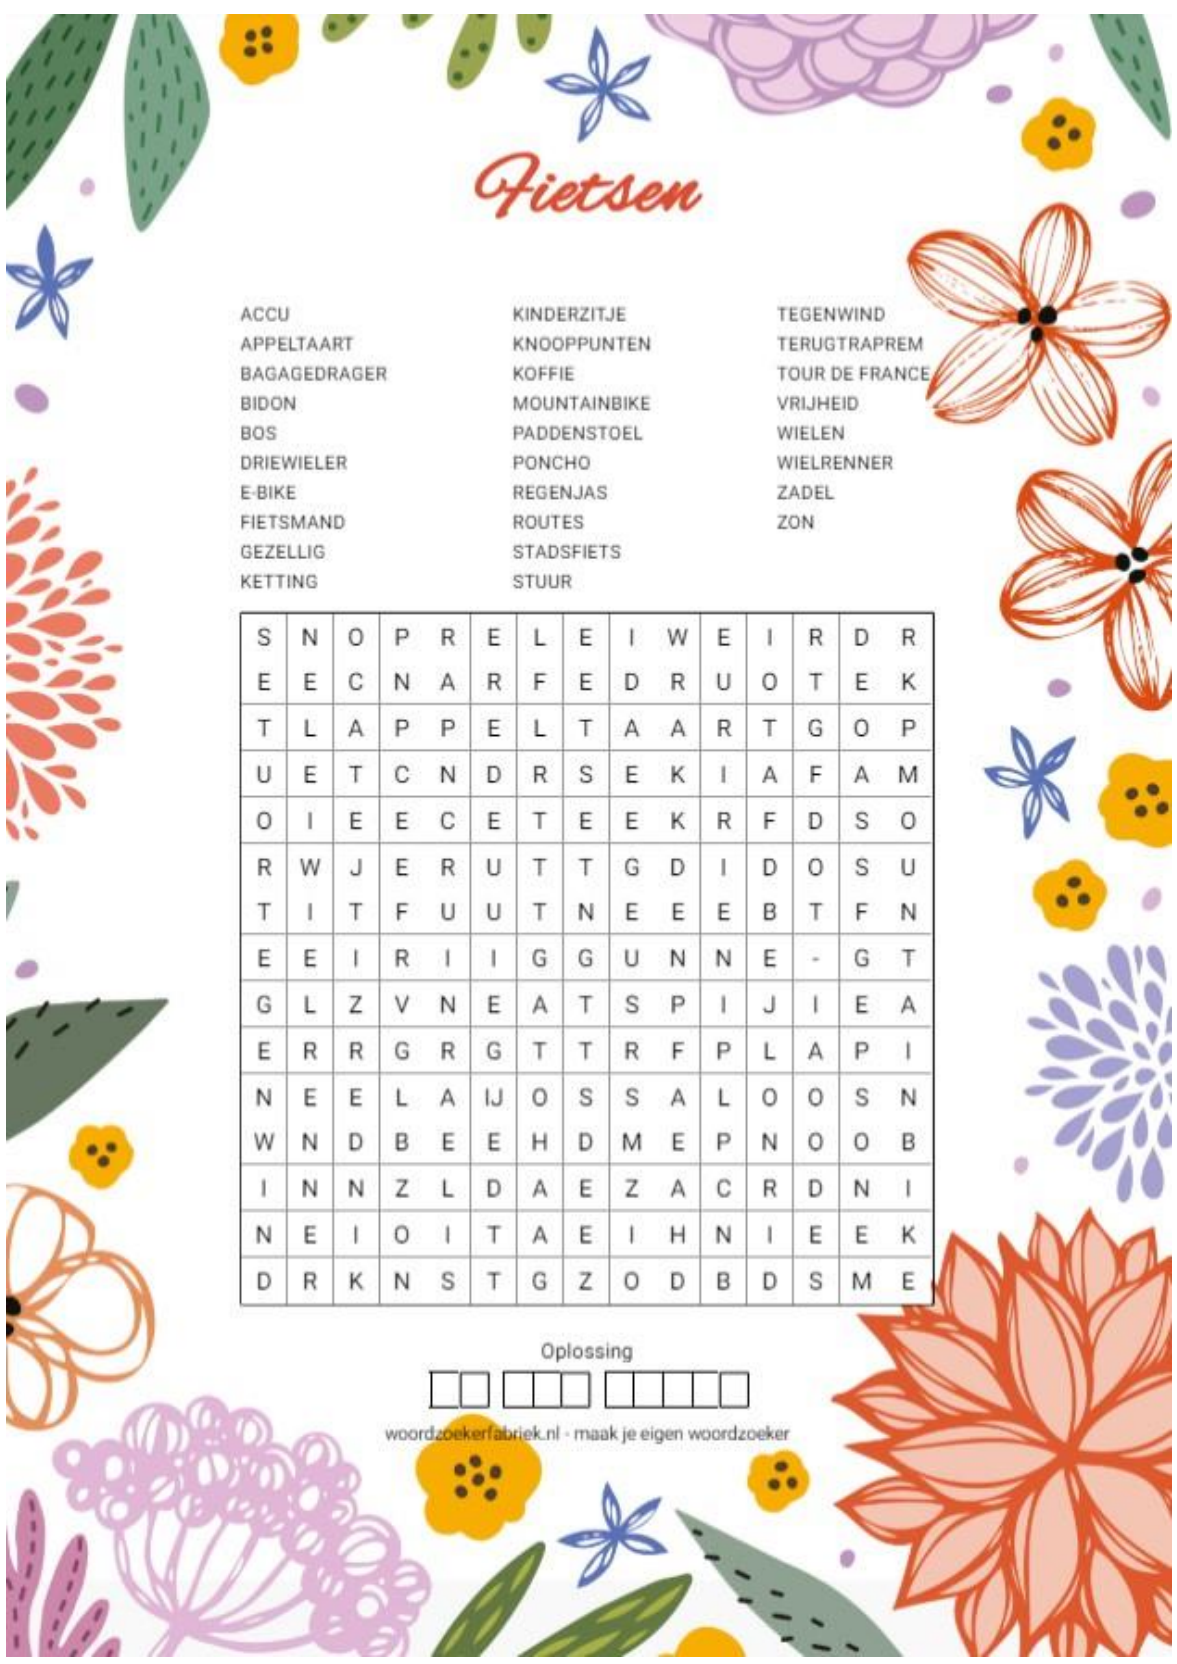 Fietsen
ACCU KINDERZITJE TEGENWIND
APPELTAART KNOOPPUNTEN TERUGTRAPREM
BAGAGEDRAGER KOFFIE TOUR DE FRANCE
BIDON MOUNTAINBIKE VRIJHEID
BOS PADDENSTOEL WIELEN
DRIEWIELER PONCHO WIELRENNER
E-BIKE REGENJAS ZADEL
FIETSMAND ROUTES ZON
GEZELLIG STADSFIETS
KETTING STUUR
S N O P R E L E I W E I R D R
E E C N A R F E D R U O T E K
T L A P P E L T A A R T G O P
U E T C N D R S E K I A F A M
O I E E C E T E E K R F D S O
R W J E R U T T G D I D O S U
T I T F U U T N E E E B T F N
E E I R I I G G U N N E - G T
G L Z V N E A T S P I J I E A
E R R G R G T T R F P L A P I
N E E L A IJ O S S A L O O S N
W N D B E E H D M E P N O O B
I N N Z L D A E Z A C R D N I
N E I O I T A E I H N I E E K
D R K N S T G Z O D B D S M E
Oplossing
woordzoekerfabriek.nl - maak je eigen woordzoeker